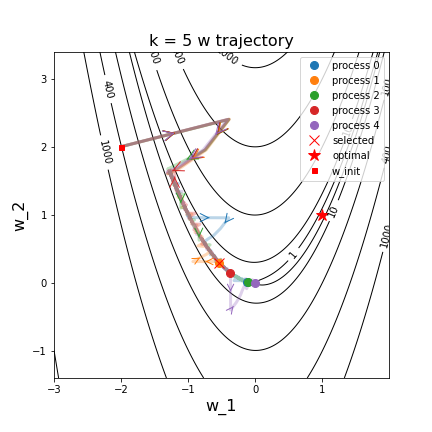 k = 5 w trajectory
process 0
process 1
process 2
process 3
process 4
selected
optimal
w_init
400
1000
10
1
1000
3
2
1
0
−1
−3
−2
−1
0
1
w_2
w_1